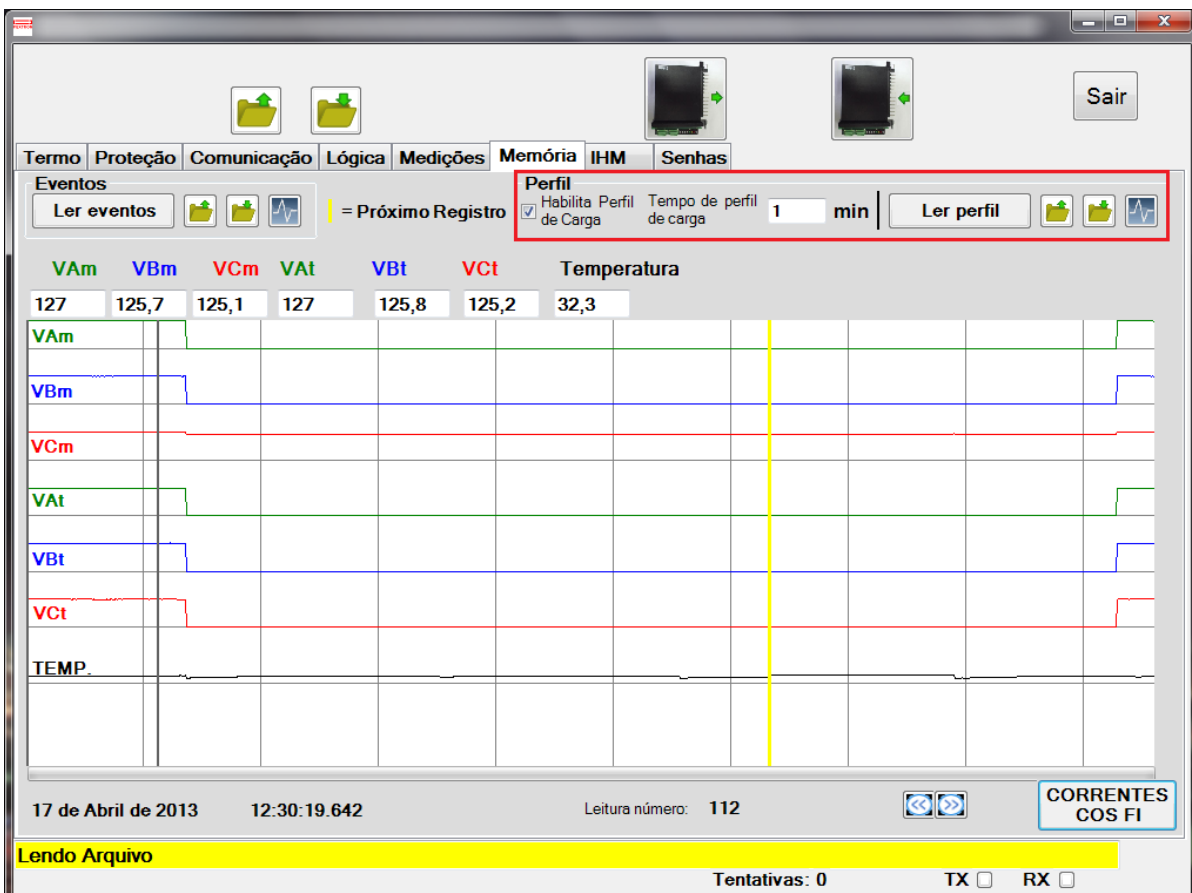 Sair
Termo Proteção Comunicação Lógica Medições Memória IHM Senhas
Eventos
Ler eventos
= Próximo Registro
Perfil
Habilita Perfil de Carga
Tempo de perfil de carga
1 min
Ler perfil
VAm VBm VCm VAt VBt VCt Temperatura
127 125,7 125,1 127 125,8 125,2 32,3
VAm
VBm
VCm
VAt
VBt
VCt
TEMP.
17 de Abril de 2013 12:30:19.642 Leitura número: 112
CORRENTES
COS FI
Lendo Arquivo
Tentativas: 0 TX RX